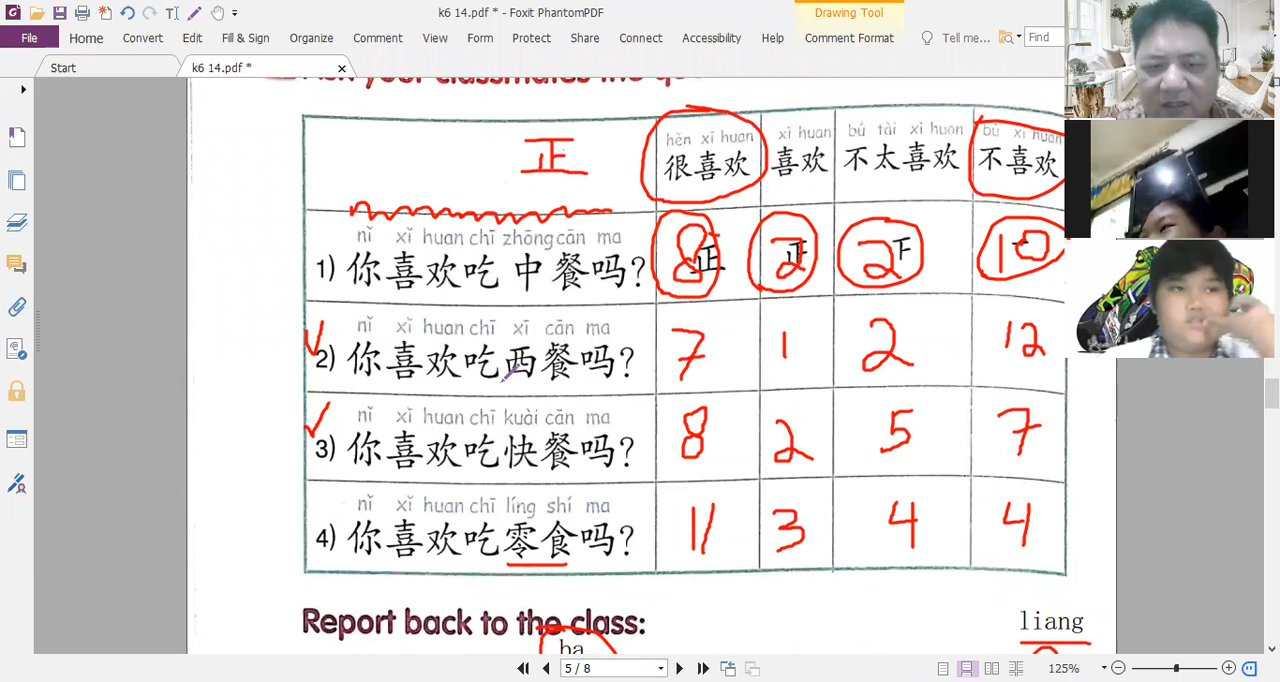 k6 14.pdf * - Foxit PhantomPDF
Drawing Tool
File Home Convert Edit Fill & Sign Organize Comment View Form Protect Share Connect Accessibility Help Comment Format Tell me... Find
Start k6 14.pdf *
正
hěn xǐ huan xǐ huan bú tài xǐ huan bù xǐ huan
很喜欢 喜欢 不太喜欢 不喜欢
nǐ xǐ huan chī zhōng cān ma
1) 你喜欢吃中餐吗? 8 正 2 正 2 10
nǐ xǐ huan chī xī cān ma
2) 你喜欢吃西餐吗? 7 1 2 12
nǐ xǐ huan chī kuài cān ma
3) 你喜欢吃快餐吗? 8 2 5 7
nǐ xǐ huan chī líng shí ma
4) 你喜欢吃零食吗? 11 3 4 4
Report back to the class:
ba liang
5 / 8 125%